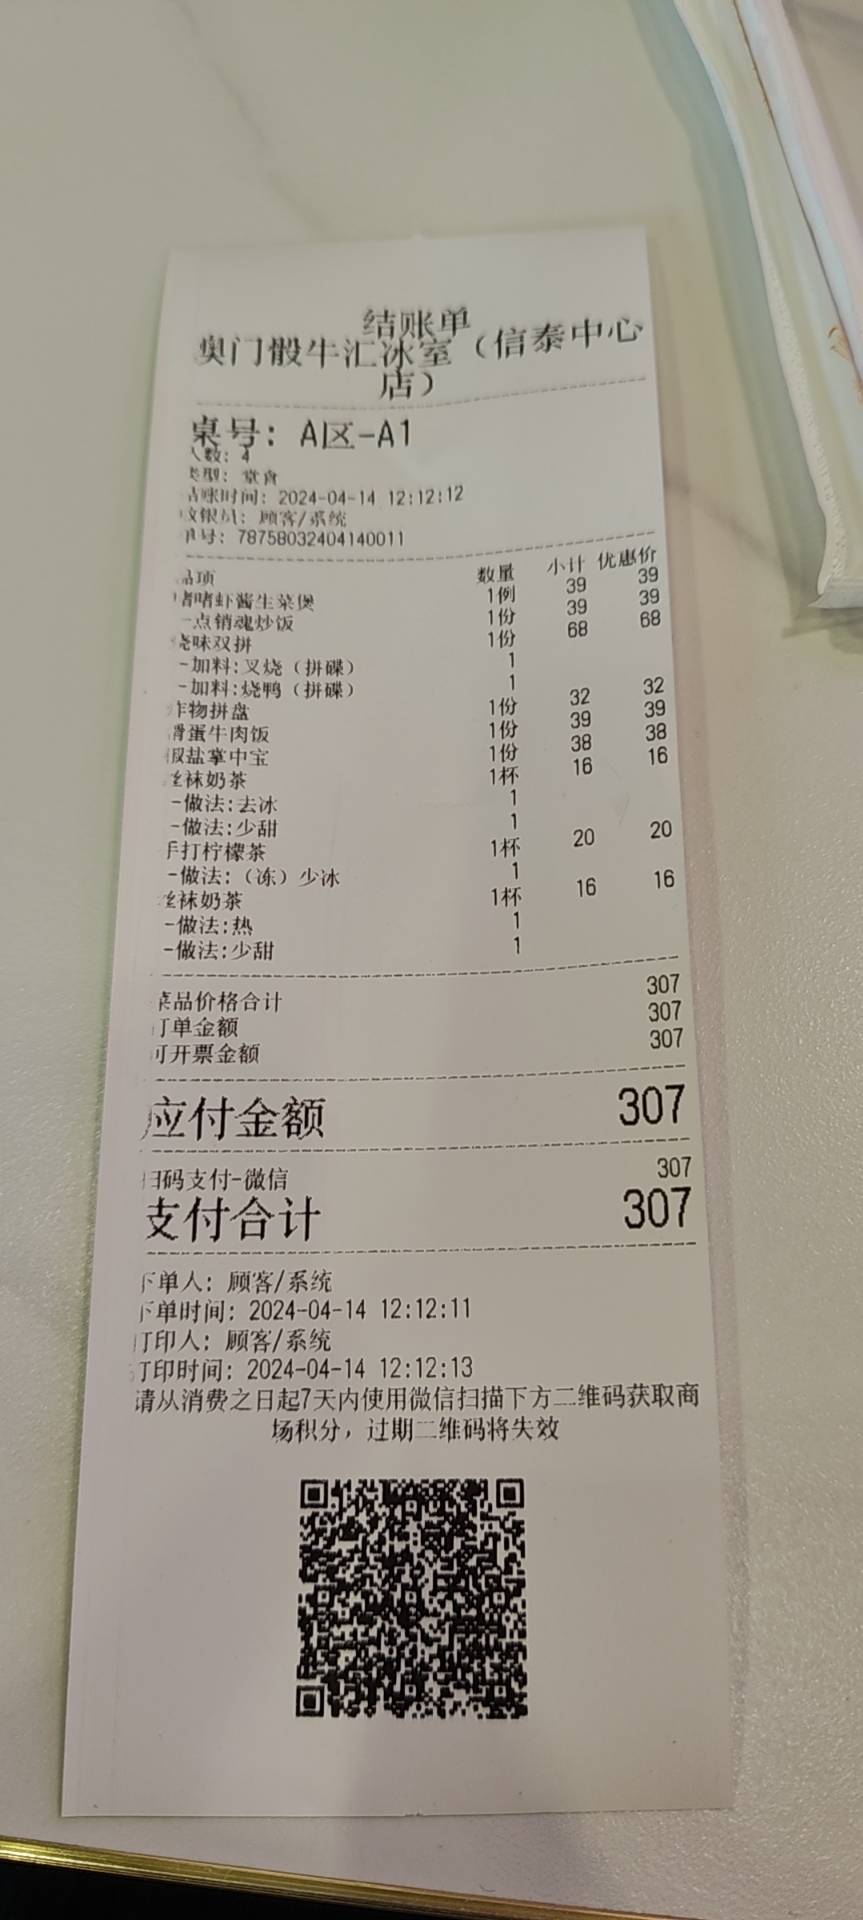 结账单
奥门骰牛汇冰室（信泰中心
店）
桌号: A区-A1
人数: 4
类型: 堂食
结账时间: 2024-04-14 12:12:12
收银员: 顾客/系统
单号: 78758032404140011
品项 数量 小计 优惠价
啫啫虾酱生菜煲 1例 39 39
一点销魂炒饭 1份 39 39
烧味双拼 1份 68 68
-加料:叉烧（拼碟） 1
-加料:烧鸭（拼碟） 1
炸物拼盘 1份 32 32
滑蛋牛肉饭 1份 39 39
椒盐掌中宝 1份 38 38
丝袜奶茶 1杯 16 16
-做法:去冰 1
-做法:少甜 1
手打柠檬茶 1杯 20 20
-做法:（冻）少冰 1
丝袜奶茶 1杯 16 16
-做法:热 1
-做法:少甜 1
菜品价格合计 307
订单金额 307
可开票金额 307
应付金额 307
扫码支付-微信 307
支付合计 307
下单人: 顾客/系统
下单时间: 2024-04-14 12:12:11
打印人: 顾客/系统
打印时间: 2024-04-14 12:12:13
请从消费之日起7天内使用微信扫描下方二维码获取商
场积分，过期二维码将失效